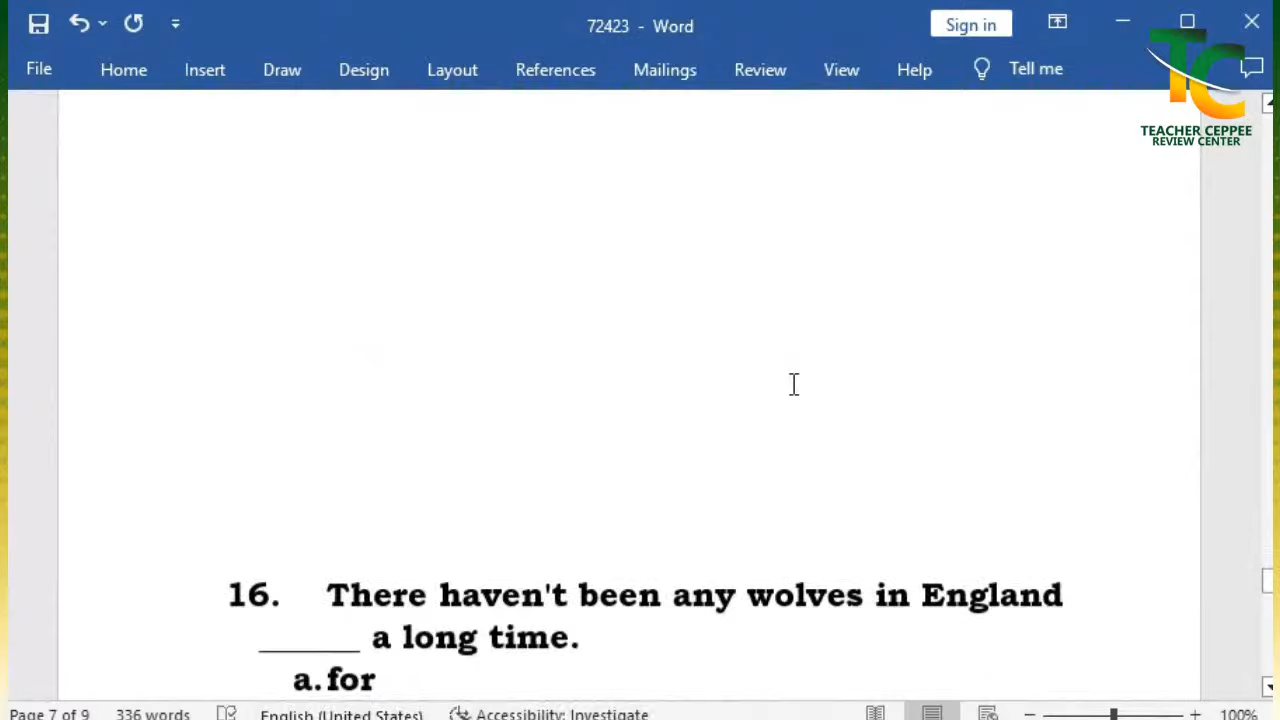 72423 - Word
Sign in
File Home Insert Draw Design Layout References Mailings Review View Help Tell me
TC
TEACHER CEPPEE
REVIEW CENTER
16. There haven't been any wolves in England
______ a long time.
a. for
Page 7 of 9 336 words English (United States) Accessibility: Investigate 100%